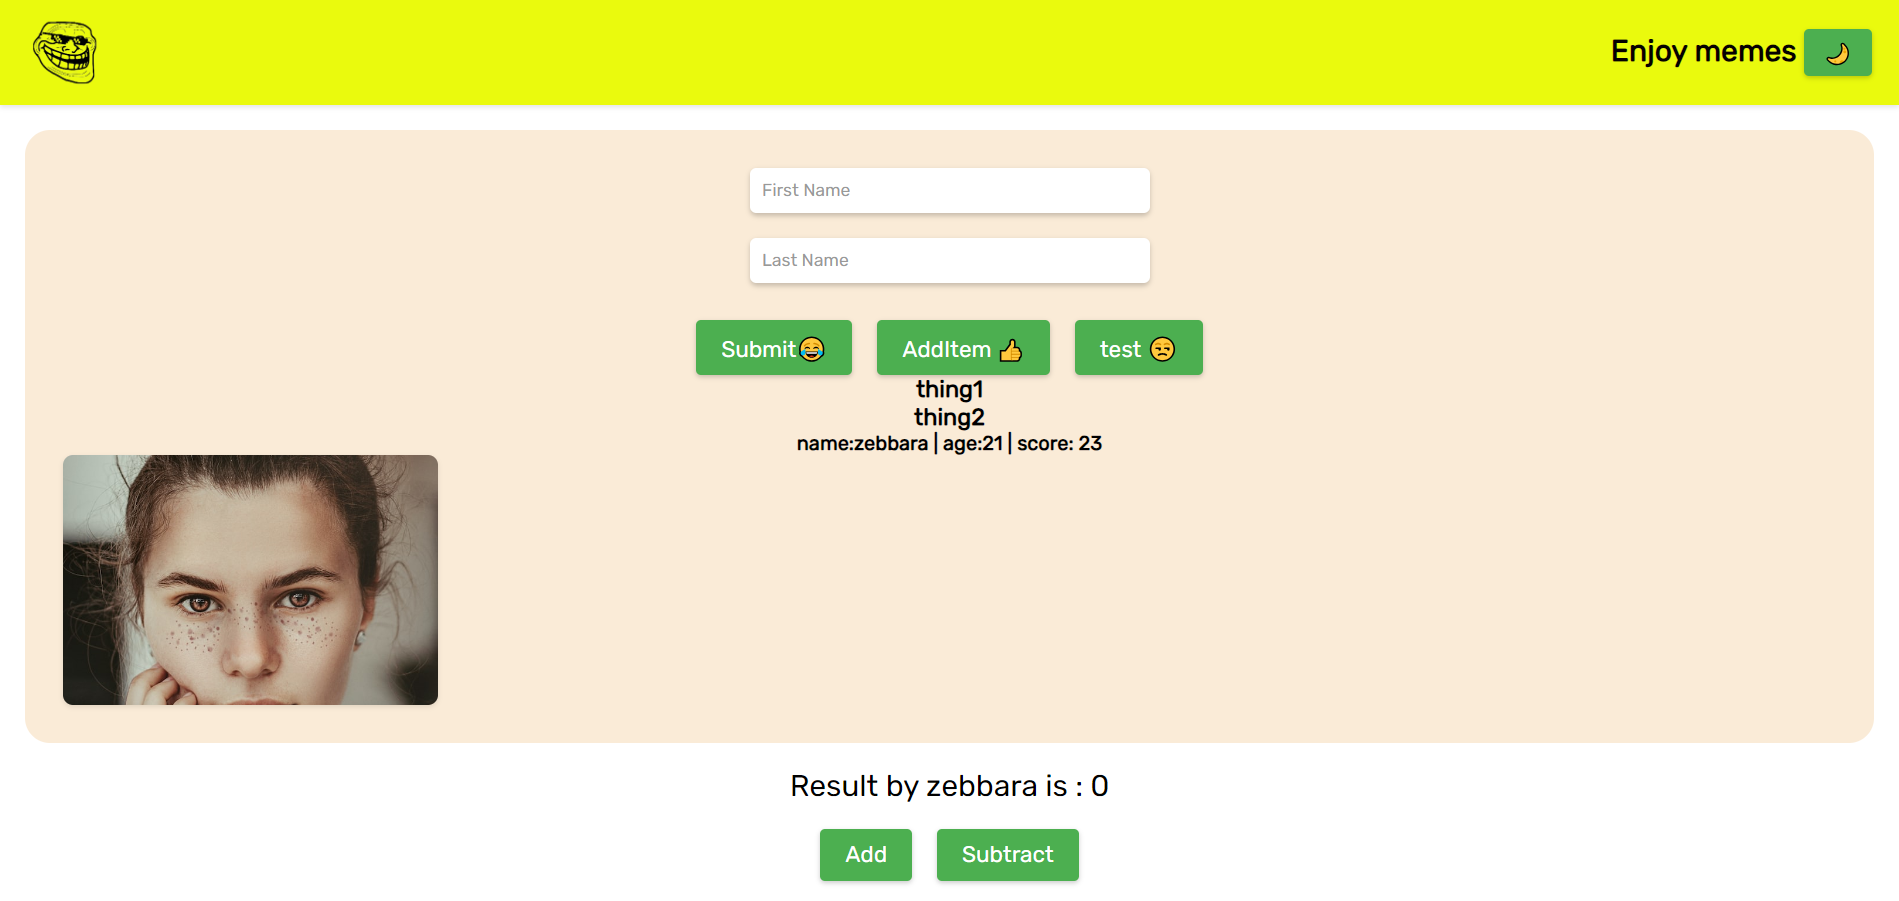 Enjoy memes 🌙
First Name
Last Name
Submit😂 AddItem 👍 test 😒
thing1
thing2
name:zebbara | age:21 | score: 23
Result by zebbara is : 0
Add Subtract